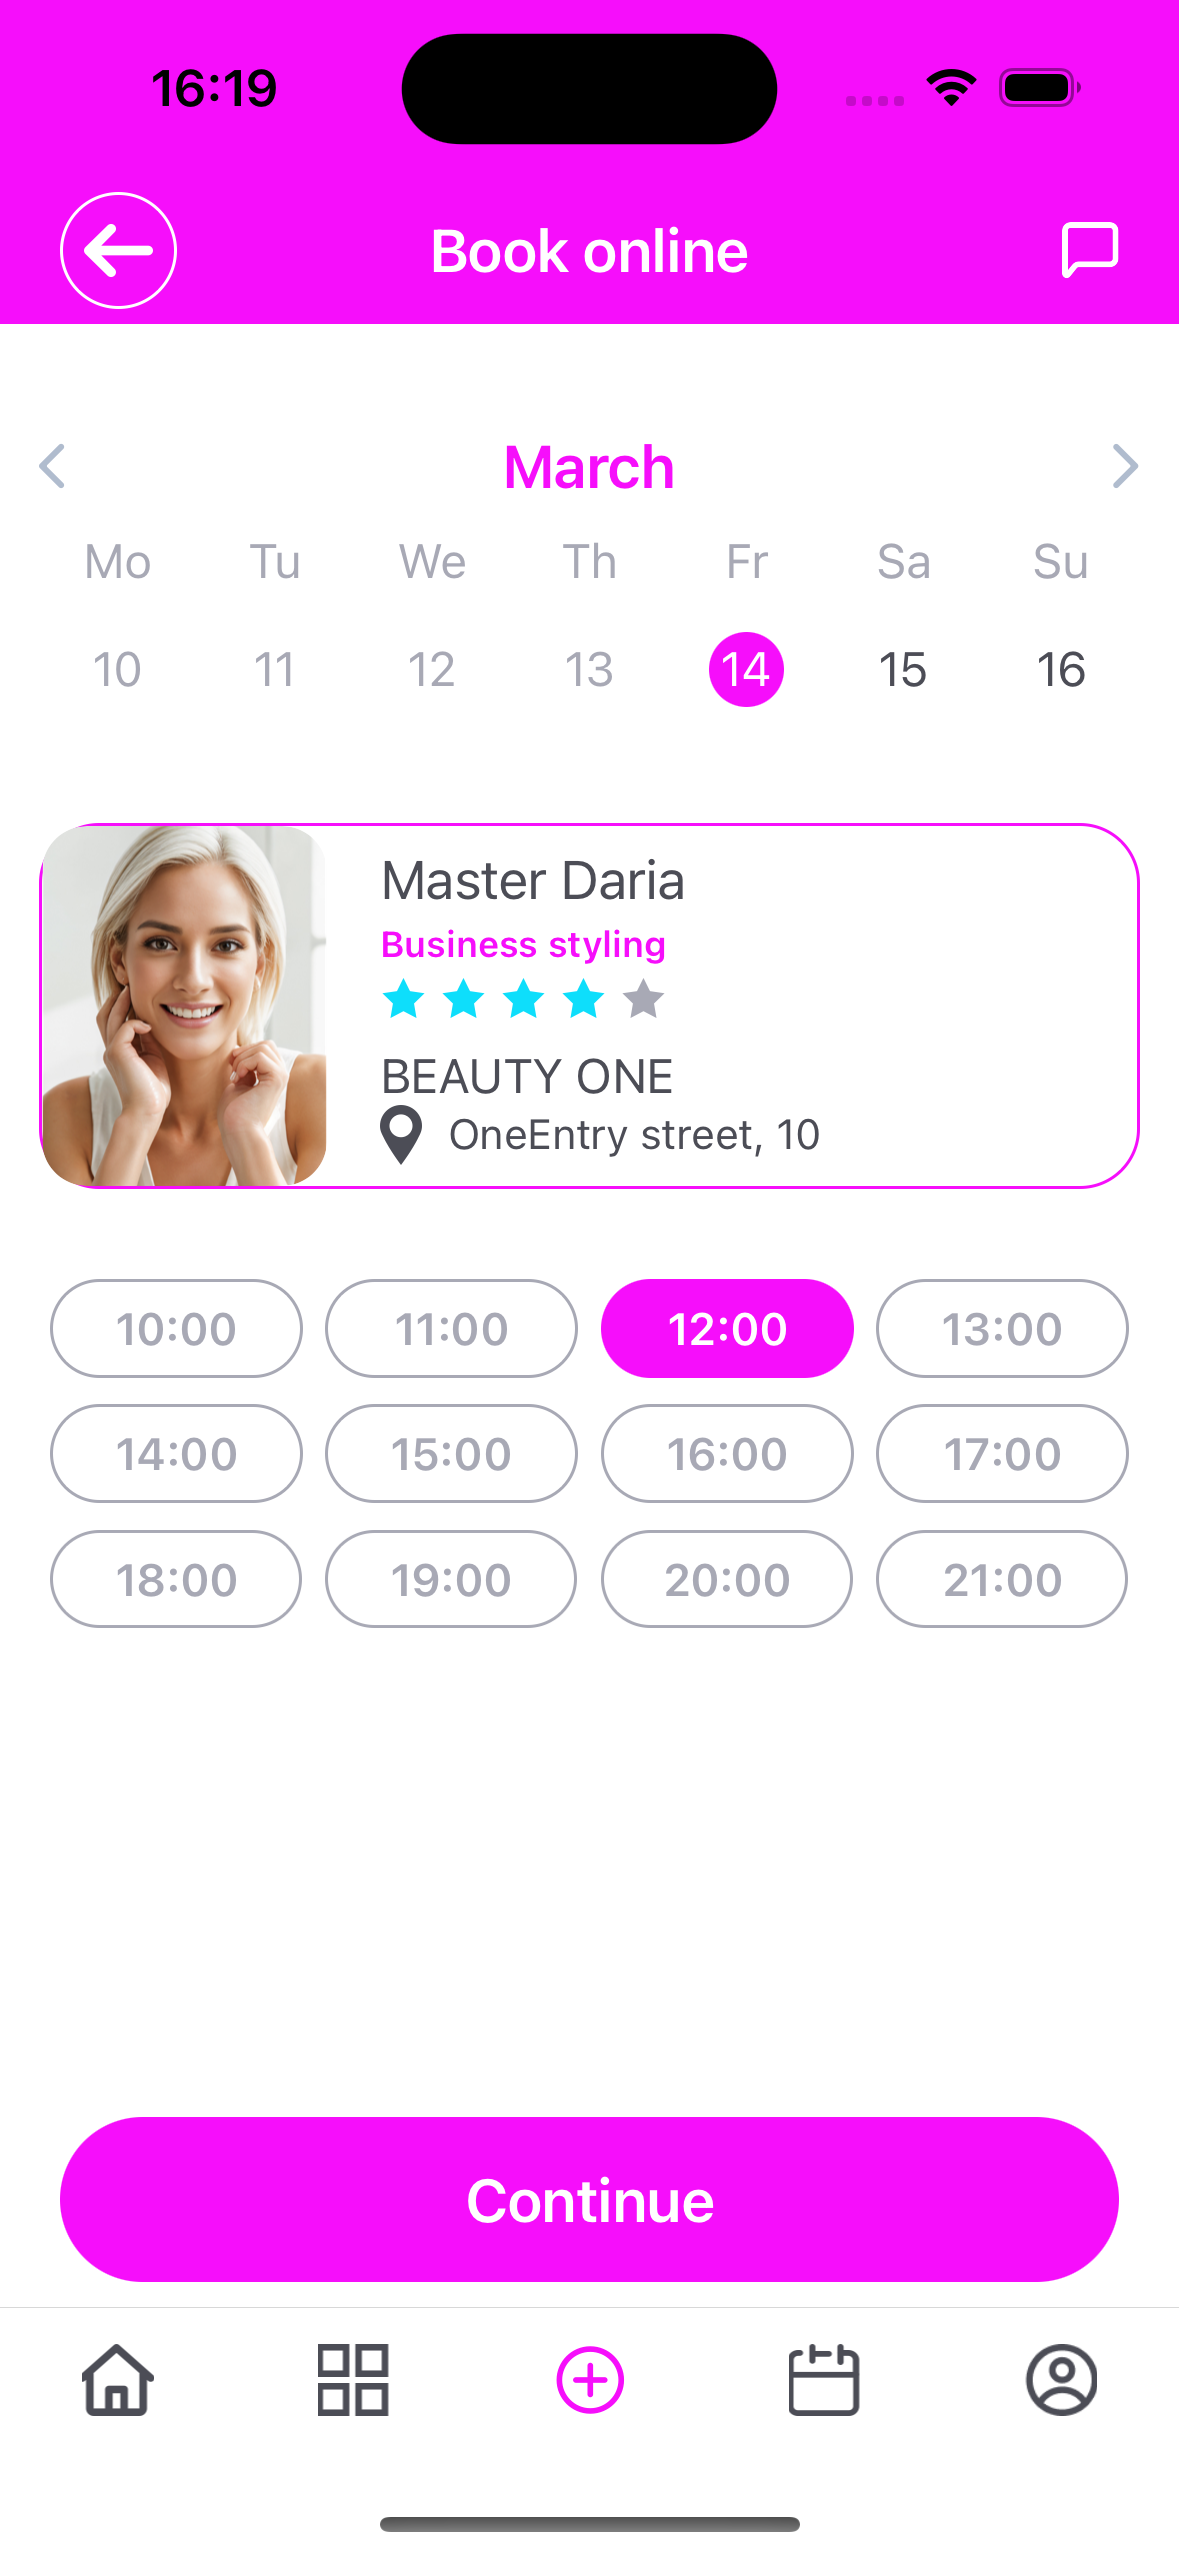 16:19
Book online
March
Mo Tu We Th Fr Sa Su
10 11 12 13 14 15 16
Master Daria
Business styling
BEAUTY ONE
OneEntry street, 10
10:00 11:00 12:00 13:00
14:00 15:00 16:00 17:00
18:00 19:00 20:00 21:00
Continue